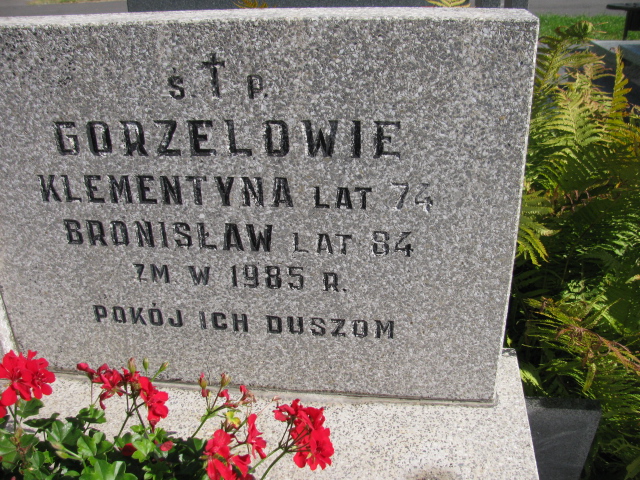 Ś † P.
GORZELOWIE
KLEMENTYNA LAT 74
BRONISŁAW LAT 84
ZM. W 1985 R.
POKÓJ ICH DUSZOM